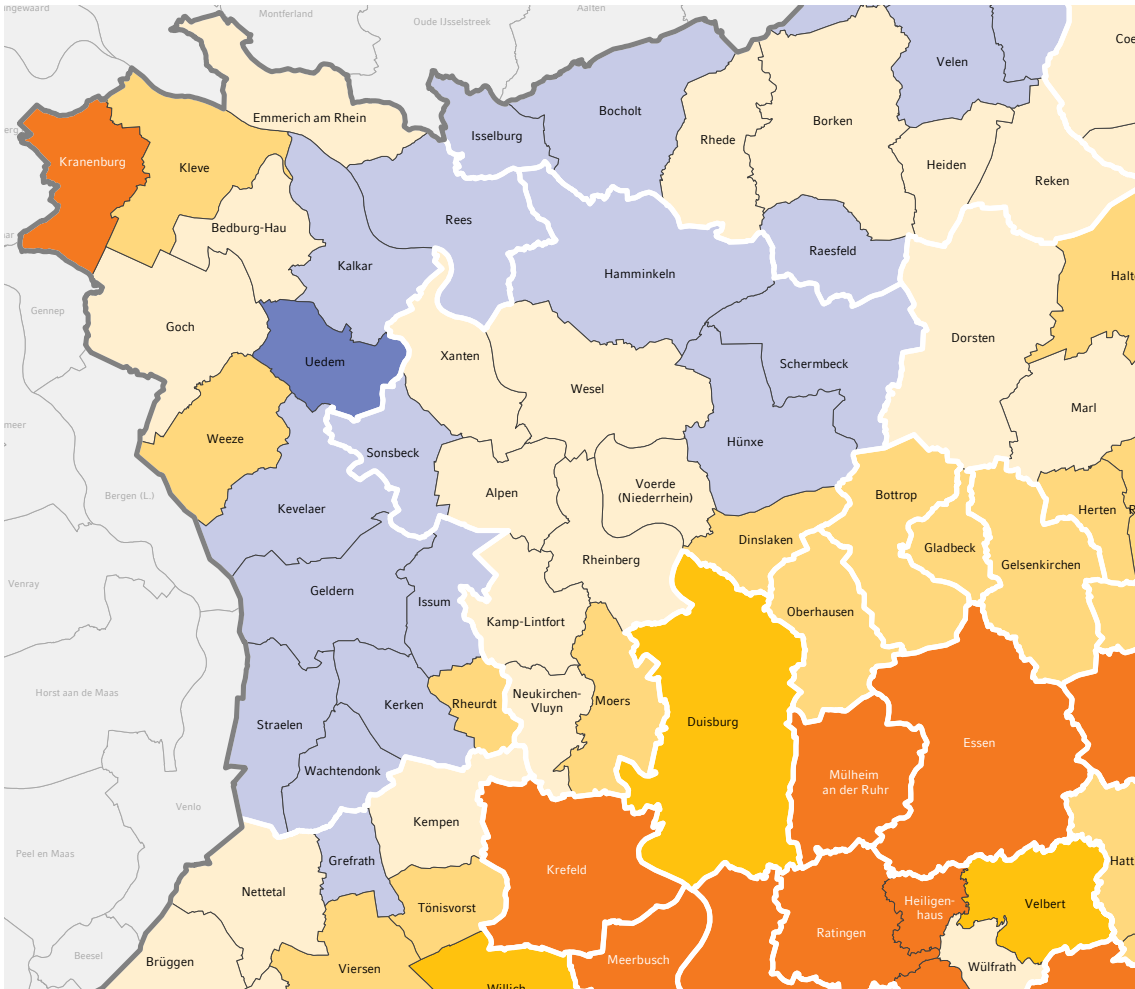 ingewaard
Montferland
Oude IJsselstreek
Aalten
Coe
Velen
Bocholt
Emmerich am Rhein
Borken
Isselburg
Rhede
Kranenburg
Kleve
Heiden
Reken
Rees
Bedburg-Hau
Raesfeld
Kalkar
Hamminkeln
Halte
Gennep
Goch
Dorsten
Xanten
Uedem
Schermbeck
Wesel
Marl
Weeze
Hünxe
Sonsbeck
meer
Voerde
(Niederrhein)
Alpen
Bottrop
Bergen (L.)
Kevelaer
Herten
R
Dinslaken
Gladbeck
Rheinberg
Gelsenkirchen
Venray
Geldern
Issum
Oberhausen
Kamp-Lintfort
Horst aan de Maas
Neukirchen-
Vluyn
Moers
Kerken
Rheurdt
Straelen
Duisburg
Essen
Wachtendonk
Mülheim
an der Ruhr
Venlo
Kempen
Peel en Maas
Grefrath
Hatt
Krefeld
Nettetal
Heiligen-
haus
Velbert
Tönisvorst
Ratingen
Beesel
Brüggen
Viersen
Meerbusch
Wülfrath
Willich